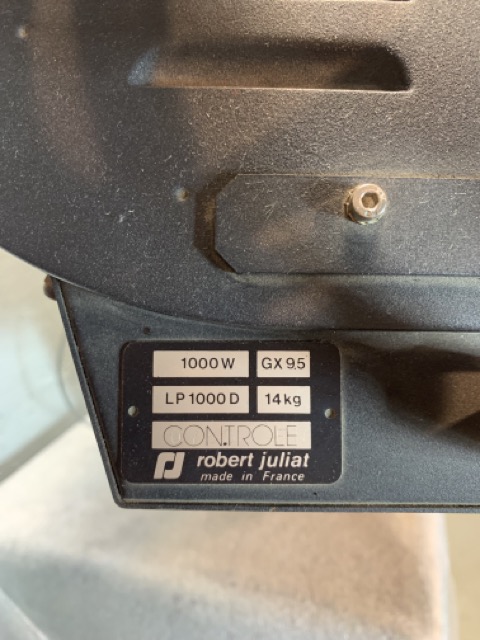 1000 W GX 9.5
LP 1000 D 14 kg
CONTROLE
robert juliat
made in France